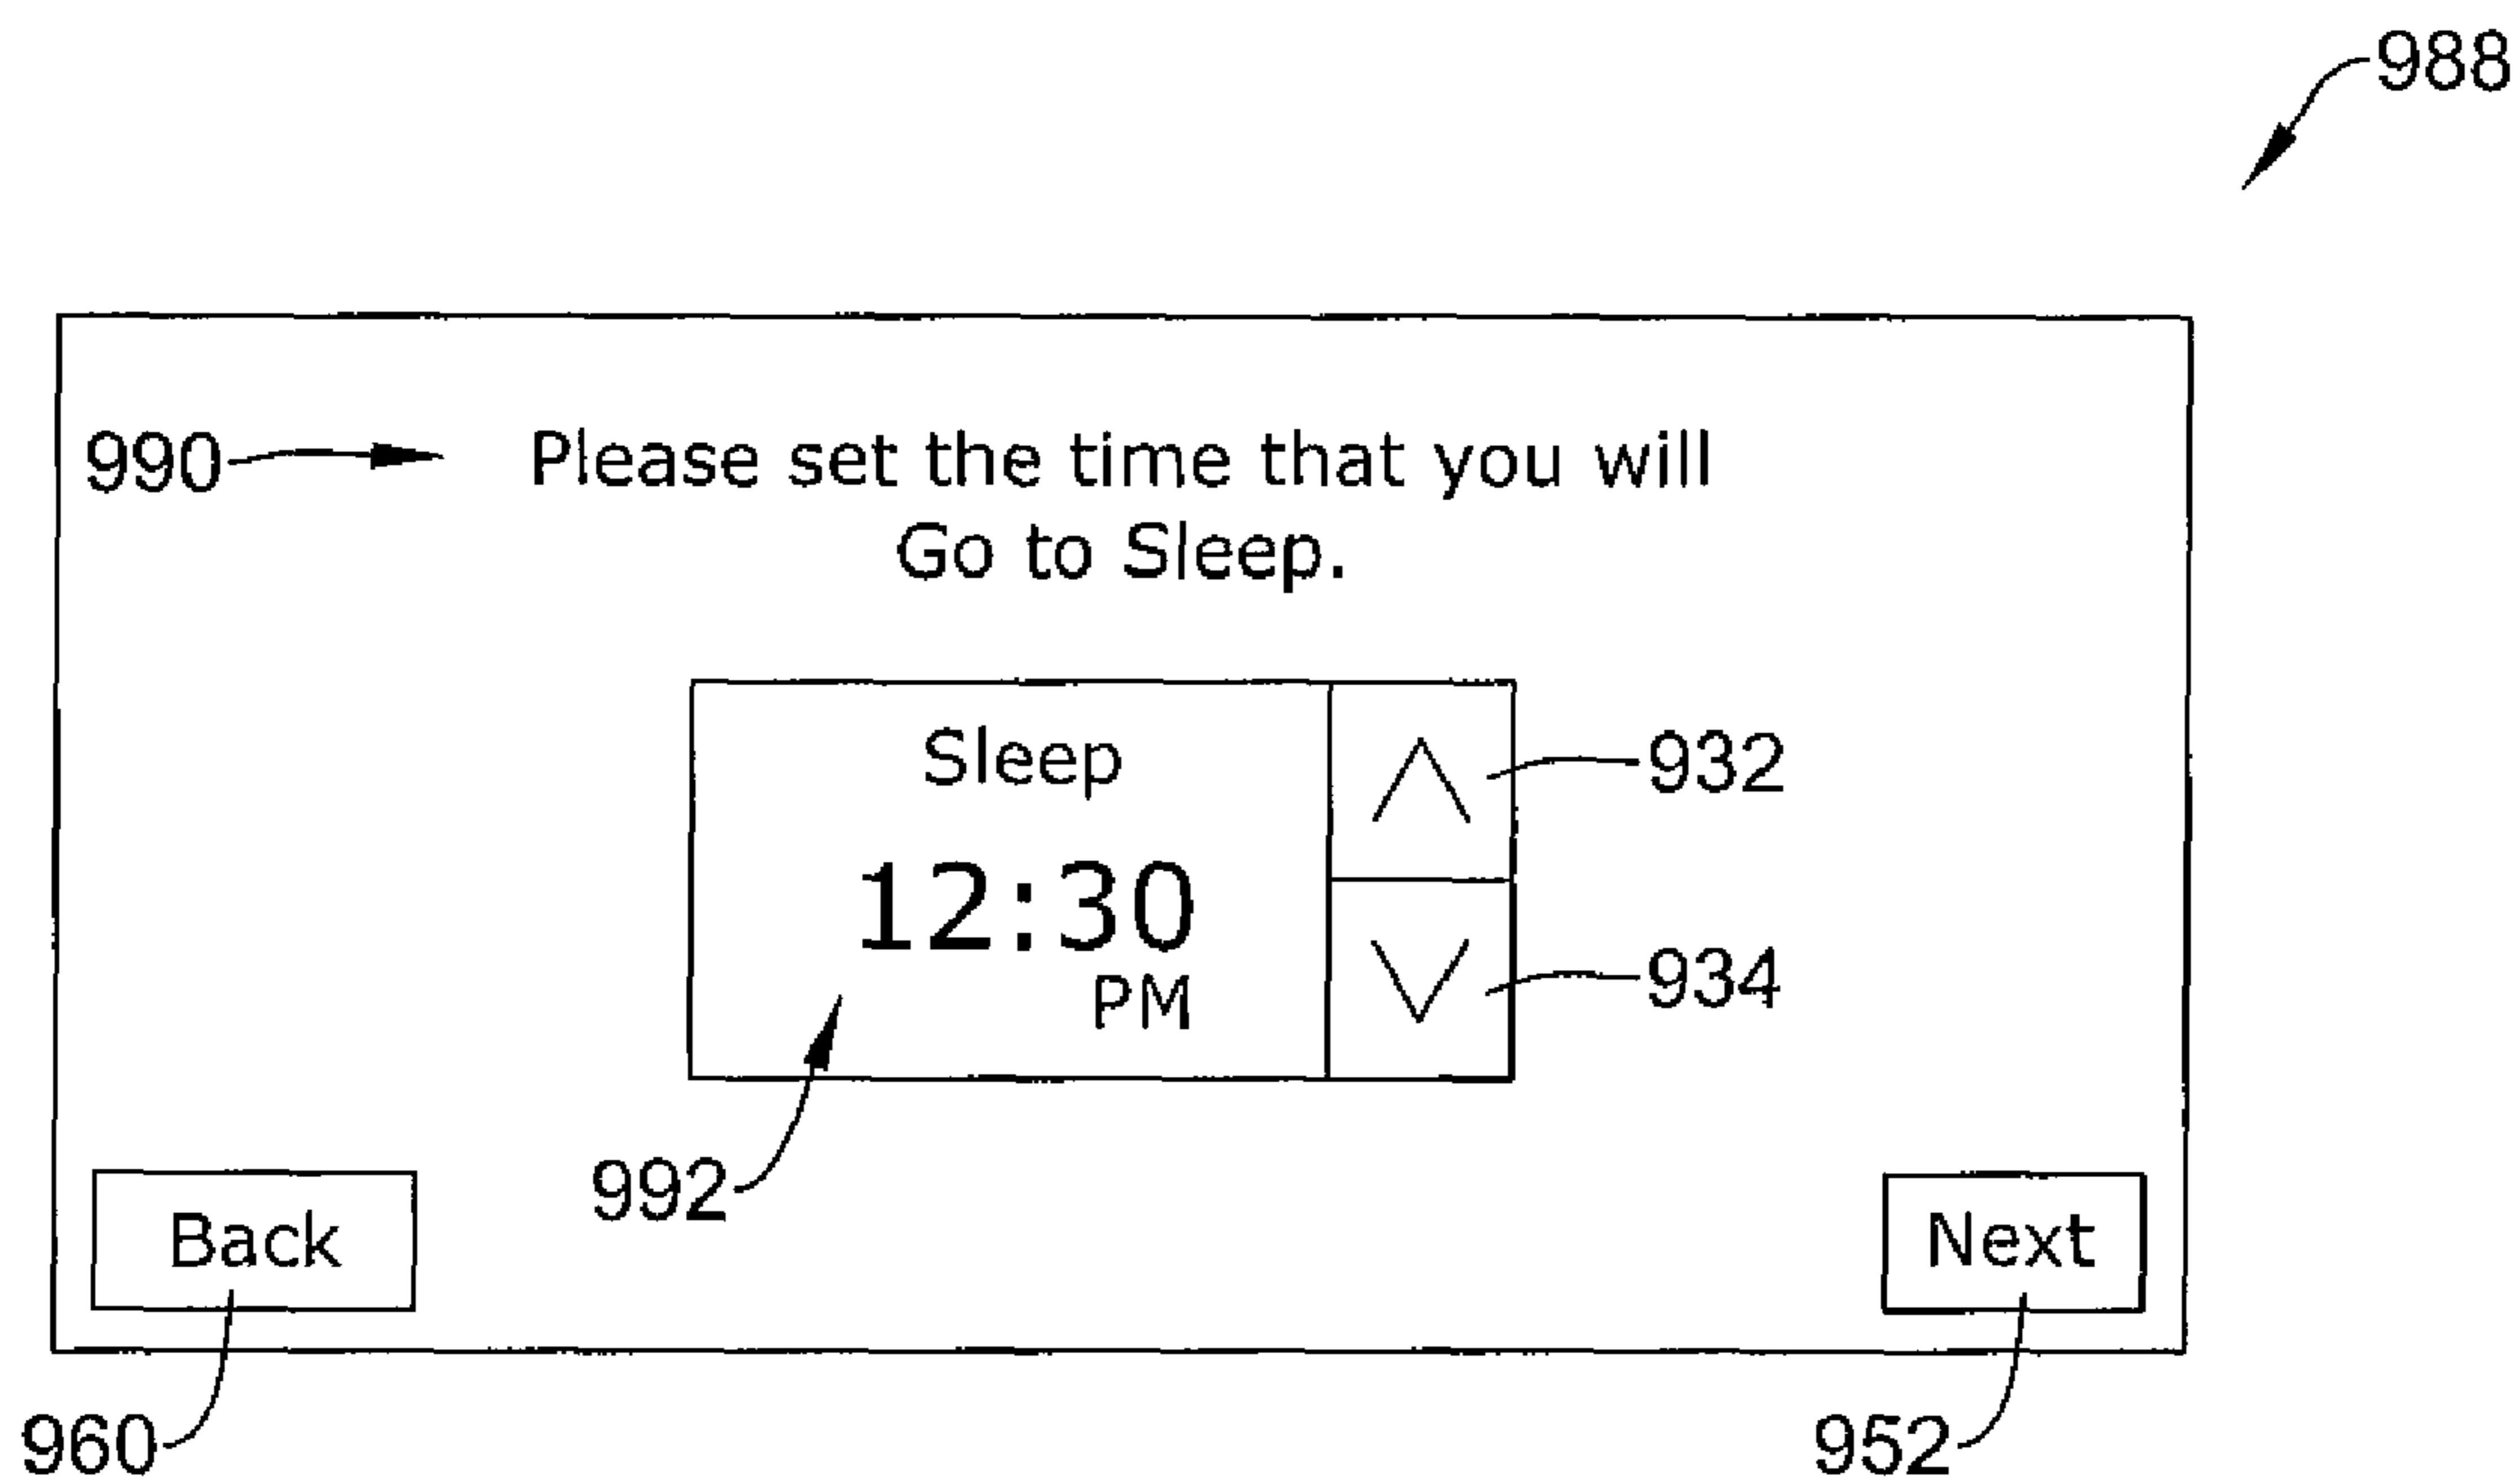 988
990 Please set the time that you will
Go to Sleep.
Sleep
932
12:30
PM
934
992
Back
Next
960
952